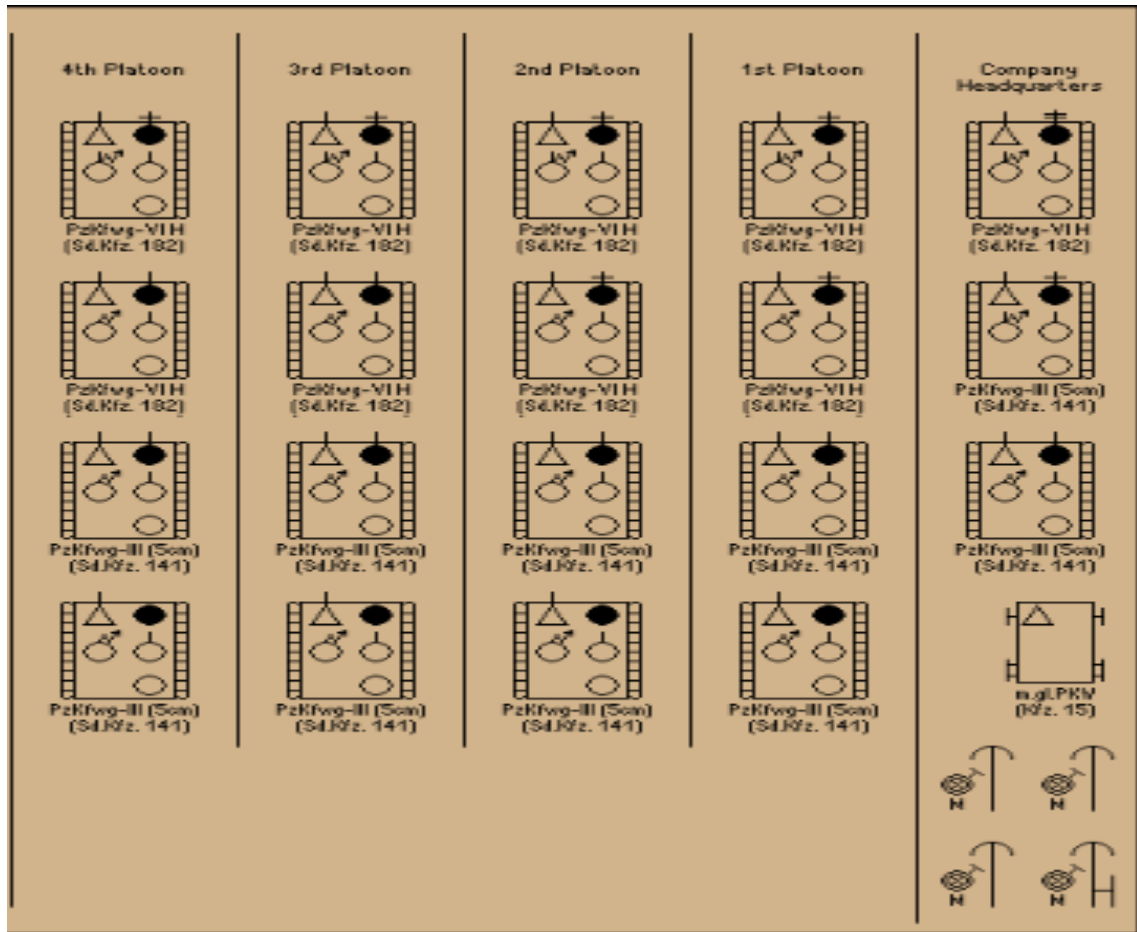 4th Platoon
PzKfwg-VI H
(Sd.Kfz. 182)
PzKfwg-VI H
(Sd.Kfz. 182)
PzKfwg-III (5cm)
(Sd.Kfz. 141)
PzKfwg-III (5cm)
(Sd.Kfz. 141)
3rd Platoon
PzKfwg-VI H
(Sd.Kfz. 182)
PzKfwg-VI H
(Sd.Kfz. 182)
PzKfwg-III (5cm)
(Sd.Kfz. 141)
PzKfwg-III (5cm)
(Sd.Kfz. 141)
2nd Platoon
PzKfwg-VI H
(Sd.Kfz. 182)
PzKfwg-VI H
(Sd.Kfz. 182)
PzKfwg-III (5cm)
(Sd.Kfz. 141)
PzKfwg-III (5cm)
(Sd.Kfz. 141)
1st Platoon
PzKfwg-VI H
(Sd.Kfz. 182)
PzKfwg-VI H
(Sd.Kfz. 182)
PzKfwg-III (5cm)
(Sd.Kfz. 141)
PzKfwg-III (5cm)
(Sd.Kfz. 141)
Company
Headquarters
PzKfwg-VI H
(Sd.Kfz. 182)
PzKfwg-III (5cm)
(Sd.Kfz. 141)
PzKfwg-III (5cm)
(Sd.Kfz. 141)
m.gl.PKW
(Kfz. 15)
M
M
M
M